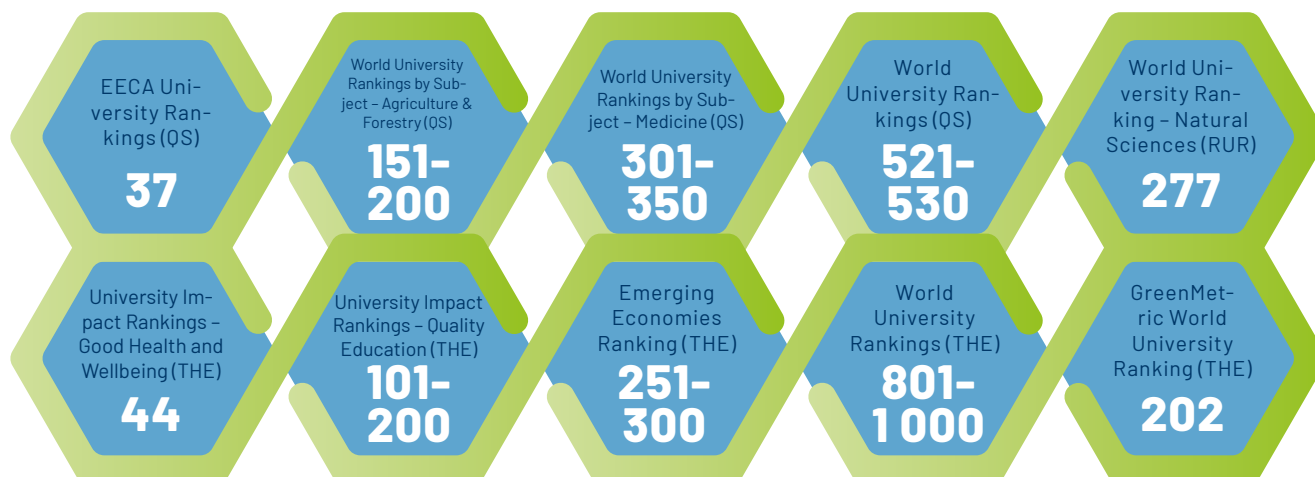 EECA Uni-
versity Ran-
kings (QS)
37
World University
Rankings by Sub-
ject – Agriculture &
Forestry (QS)
151-
200
World University
Rankings by Sub-
ject – Medicine (QS)
301-
350
World
University Ran-
kings (QS)
521-
530
World Uni-
versity Ran-
king – Natural
Sciences (RUR)
277
University Im-
pact Rankings –
Good Health and
Wellbeing (THE)
44
University Impact
Rankings – Quality
Education (THE)
101-
200
Emerging
Economies
Ranking (THE)
251-
300
World
University
Rankings (THE)
801-
1 000
GreenMet-
ric World
University
Ranking (THE)
202